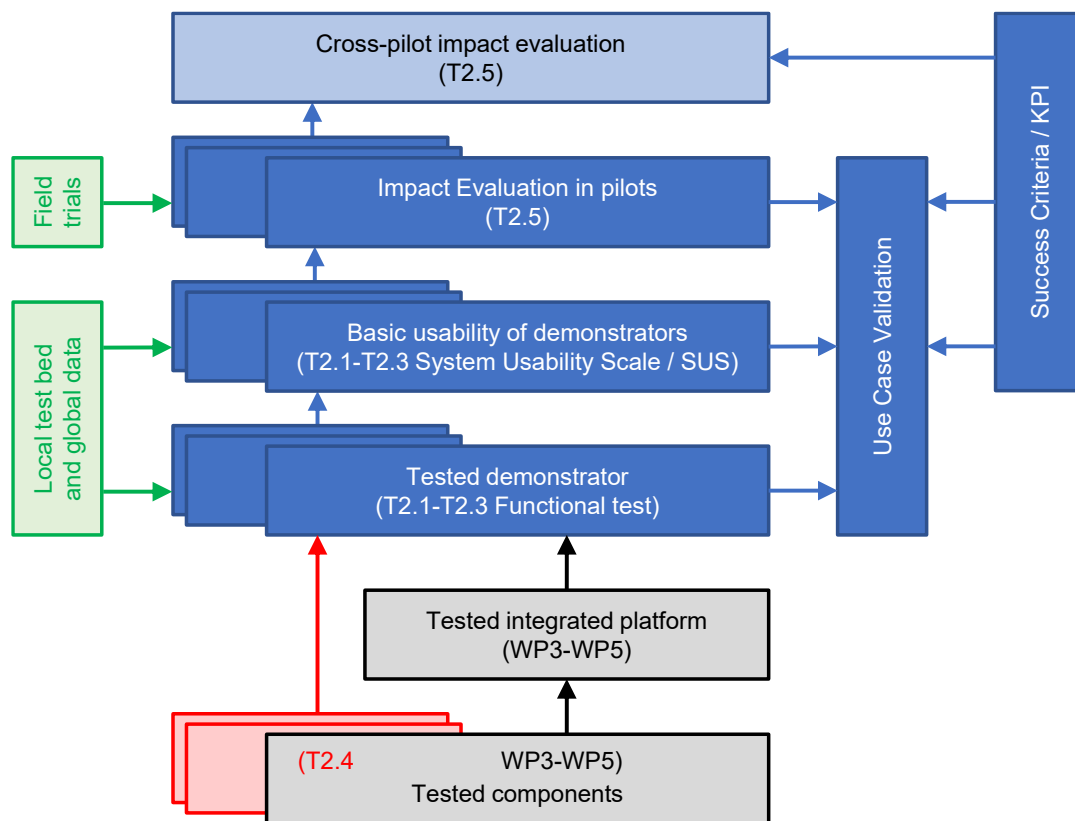 Cross-pilot impact evaluation
(T2.5)
Field
trials
Impact Evaluation in pilots
(T2.5)
Success Criteria / KPI
Use Case Validation
Local test bed
and global data
Basic usability of demonstrators
(T2.1-T2.3 System Usability Scale / SUS)
Tested demonstrator
(T2.1-T2.3 Functional test)
Tested integrated platform
(WP3-WP5)
(T2.4 WP3-WP5)
Tested components